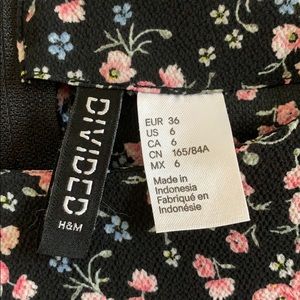 DIVIDED
H&M
EUR 36
US 6
CA 6
CN 165/84A
MX 6
Made in
Indonesia
Fabriqué en
Indonésie